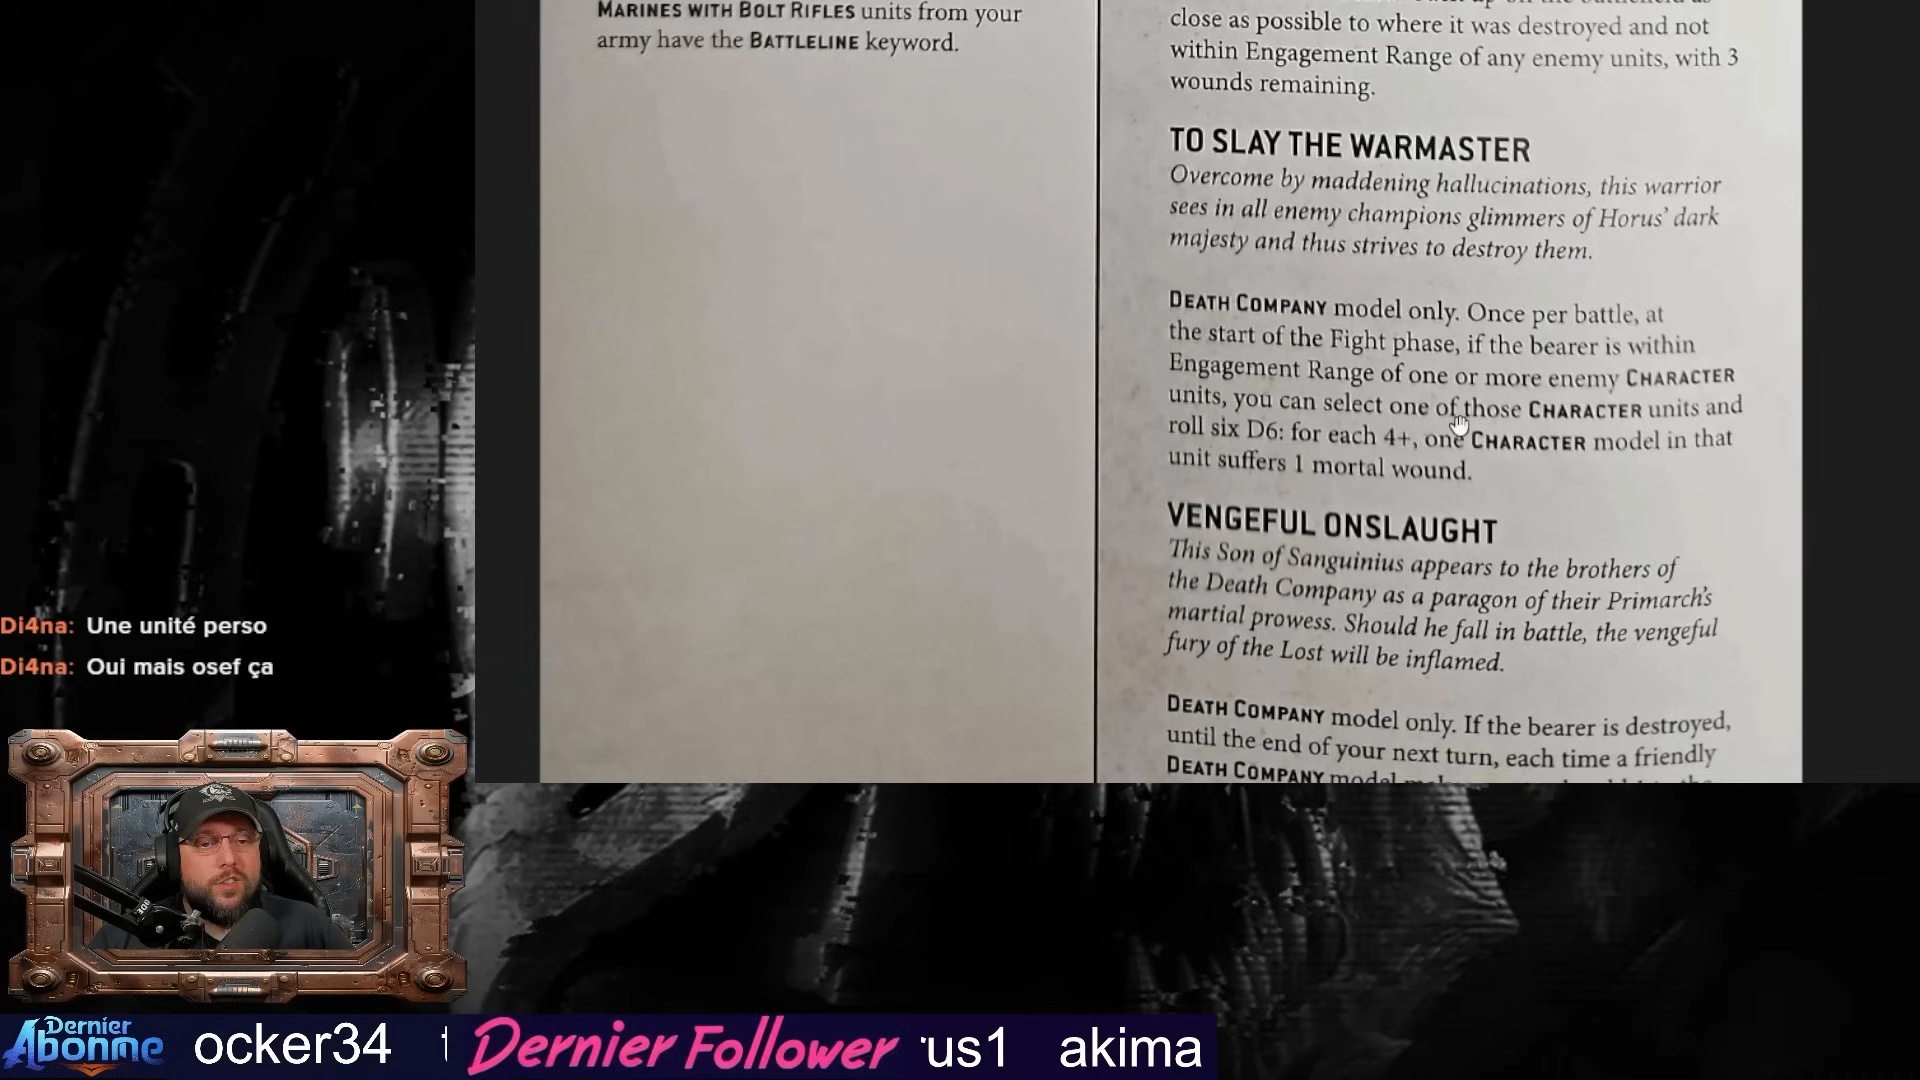 MARINES WITH BOLT RIFLES units from your
army have the BATTLELINE keyword.
close as possible to where it was destroyed and not
within Engagement Range of any enemy units, with 3
wounds remaining.
TO SLAY THE WARMASTER
Overcome by maddening hallucinations, this warrior
sees in all enemy champions glimmers of Horus’ dark
majesty and thus strives to destroy them.
DEATH COMPANY model only. Once per battle, at
the start of the Fight phase, if the bearer is within
Engagement Range of one or more enemy CHARACTER
units, you can select one of those CHARACTER units and
roll six D6: for each 4+, one CHARACTER model in that
unit suffers 1 mortal wound.
VENGEFUL ONSLAUGHT
This Son of Sanguinius appears to the brothers of
the Death Company as a paragon of their Primarch’s
martial prowess. Should he fall in battle, the vengeful
fury of the Lost will be inflamed.
DEATH COMPANY model only. If the bearer is destroyed,
until the end of your next turn, each time a friendly
DEATH COMPANY model
Di4na: Une unité perso
Di4na: Oui mais osef ça
Dernier
Abonné
ocker34
Dernier Follower
us1
akima